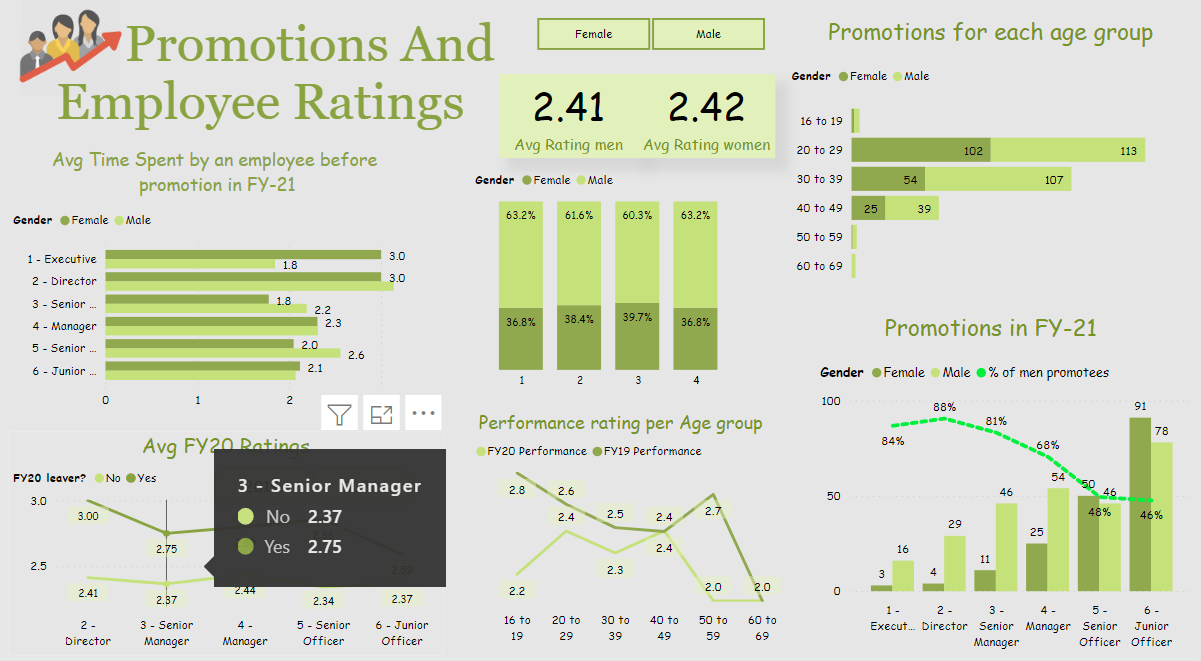 Promotions And
Employee Ratings
Female
Male
2.41
2.42
Avg Rating men
Avg Rating women
Promotions for each age group
Gender Female Male
16 to 19
20 to 29 102 113
30 to 39 54 107
40 to 49 25 39
50 to 59
60 to 69
Avg Time Spent by an employee before
promotion in FY-21
Gender Female Male
1 - Executive 3.0
1.8
2 - Director 3.0
3 - Senior ... 1.8
2.2
4 - Manager 2.3
5 - Senior ... 2.0
2.6
6 - Junior ... 2.1
0 1 2
Gender Female Male
63.2% 61.6% 60.3% 63.2%
36.8% 38.4% 39.7% 36.8%
1 2 3 4
Avg FY20 Ratings
FY20 leaver? No Yes
3.0
2.5
3.00
2.75
2.59
2.41
2.37
2.44
2.34
2.37
2 -
Director
3 - Senior
Manager
4 -
Manager
5 - Senior
Officer
6 - Junior
Officer
3 - Senior Manager
No 2.37
Yes 2.75
Performance rating per Age group
FY20 Performance FY19 Performance
2.8
2.6
2.5
2.4
2.7
2.0
2.2
2.4
2.3
2.4
2.0
16 to
19
20 to
29
30 to
39
40 to
49
50 to
59
60 to
69
Promotions in FY-21
Gender Female Male % of men promotees
100
50
0
84%
88%
81%
68%
48%
46%
3
16
4
29
11
46
25
54
50
46
91
78
1 -
Execut...
2 -
Director
3 -
Senior
Manager
4 -
Manager
5 -
Senior
Officer
6 -
Junior
Officer